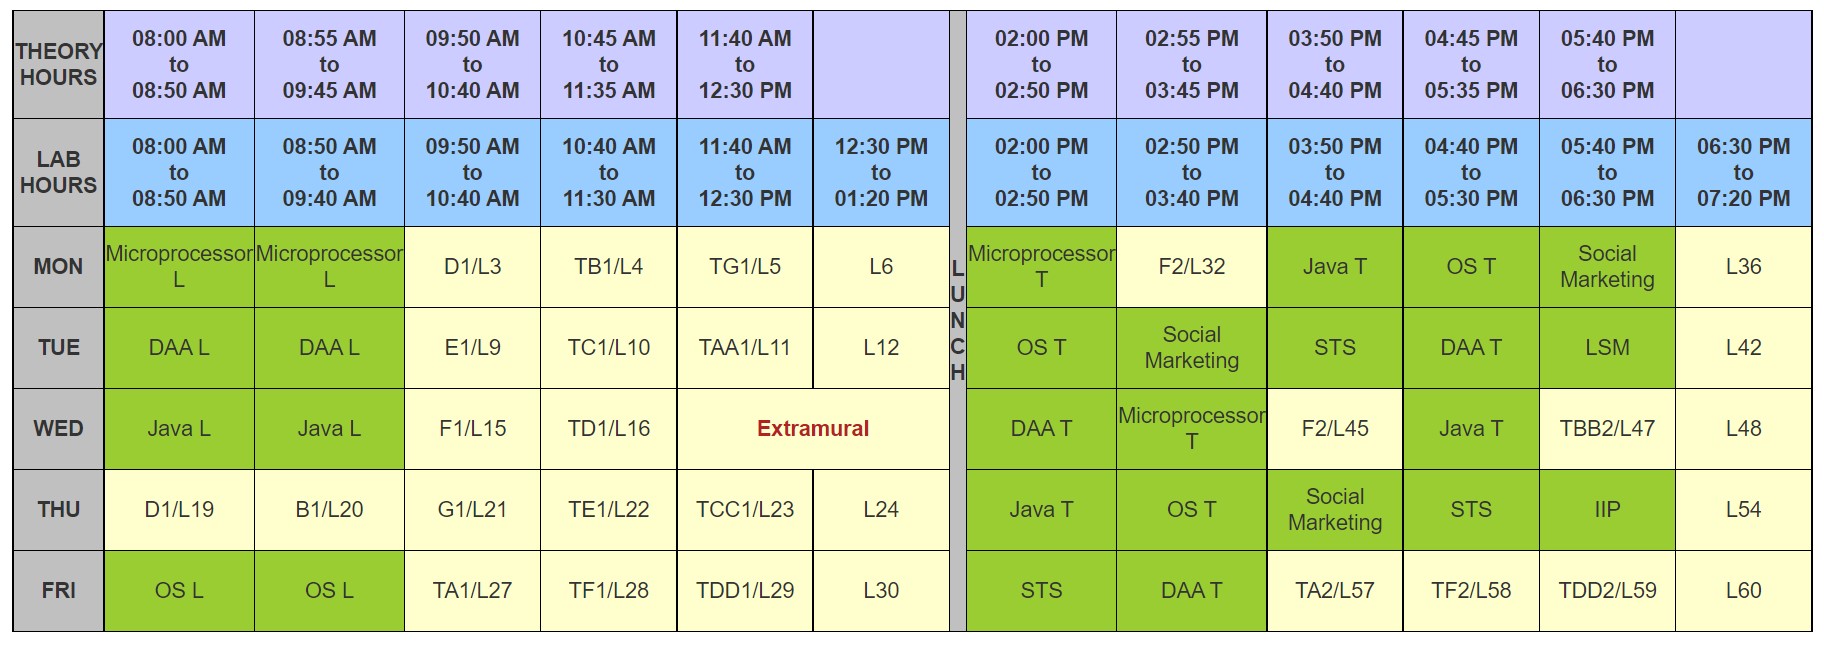 THEORY HOURS 08:00 AM to 08:50 AM 08:55 AM to 09:45 AM 09:50 AM to 10:40 AM 10:45 AM to 11:35 AM 11:40 AM to 12:30 PM LUNCH 02:00 PM to 02:50 PM 02:55 PM to 03:45 PM 03:50 PM to 04:40 PM 04:45 PM to 05:35 PM 05:40 PM to 06:30 PM
LAB HOURS 08:00 AM to 08:50 AM 08:50 AM to 09:40 AM 09:50 AM to 10:40 AM 10:40 AM to 11:30 AM 11:40 AM to 12:30 PM 12:30 PM to 01:20 PM 02:00 PM to 02:50 PM 02:50 PM to 03:40 PM 03:50 PM to 04:40 PM 04:40 PM to 05:30 PM 05:40 PM to 06:30 PM 06:30 PM to 07:20 PM
MON Microprocessor L Microprocessor L D1/L3 TB1/L4 TG1/L5 L6 Microprocessor T F2/L32 Java T OS T Social Marketing L36
TUE DAA L DAA L E1/L9 TC1/L10 TAA1/L11 L12 OS T Social Marketing STS DAA T LSM L42
WED Java L Java L F1/L15 TD1/L16 Extramural DAA T Microprocessor T F2/L45 Java T TBB2/L47 L48
THU D1/L19 B1/L20 G1/L21 TE1/L22 TCC1/L23 L24 Java T OS T Social Marketing STS IIP L54
FRI OS L OS L TA1/L27 TF1/L28 TDD1/L29 L30 STS DAA T TA2/L57 TF2/L58 TDD2/L59 L60